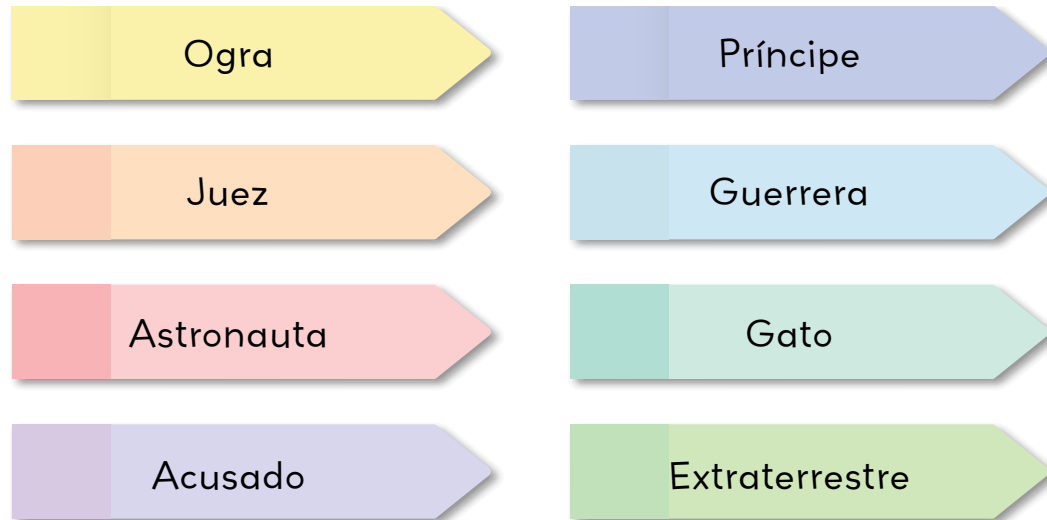 Ogra
Príncipe
Juez
Guerrera
Astronauta
Gato
Acusado
Extraterrestre